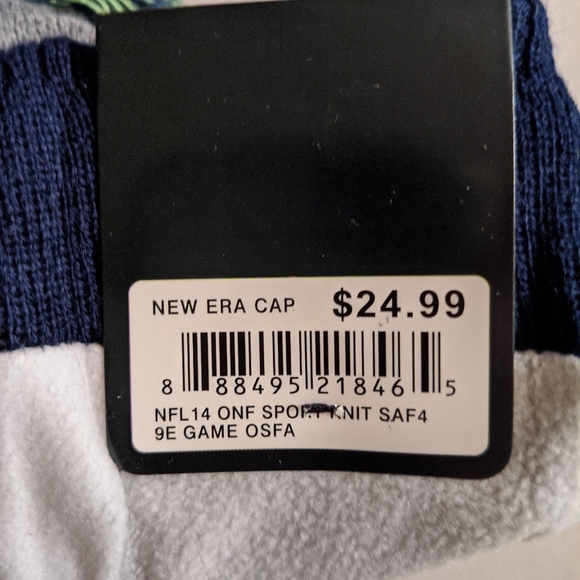 NEW ERA CAP $24.99
8 88495 21846 5
NFL14 ONF SPORT KNIT SAF4
9E GAME OSFA